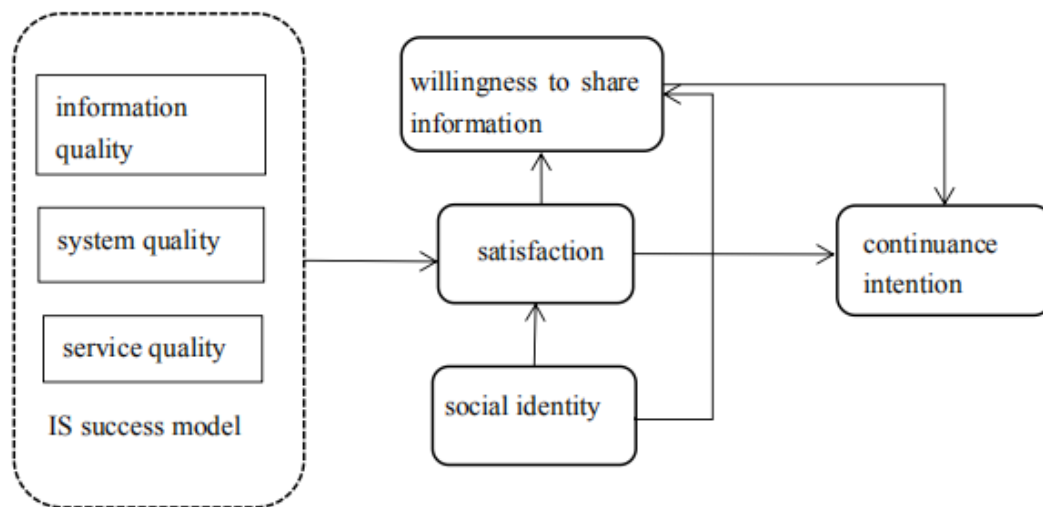 information
quality
system quality
service quality
IS success model
willingness to share
information
satisfaction
social identity
continuance
intention